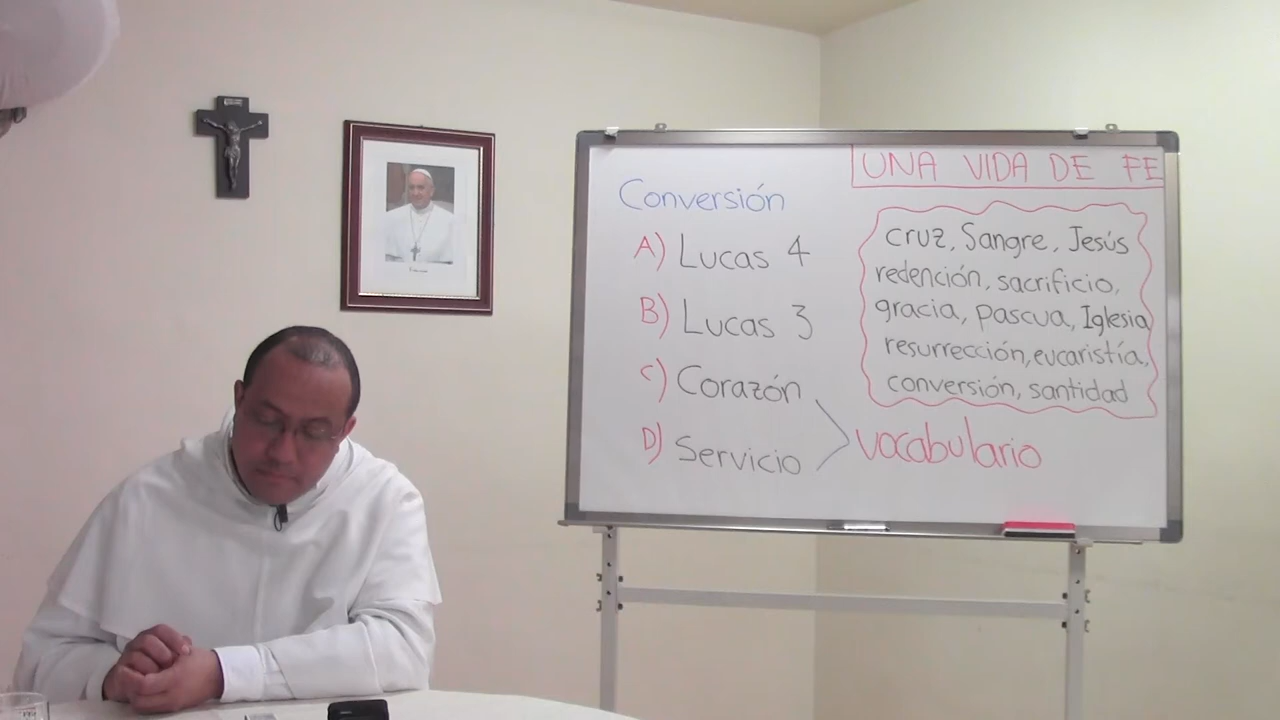 UNA VIDA DE FE
Conversión
A) Lucas 4
B) Lucas 3
C) Corazón
D) Servicio
vocabulario
cruz, Sangre, Jesús
redención, sacrificio,
gracia, pascua, Iglesia
resurrección, eucaristía,
conversión, santidad